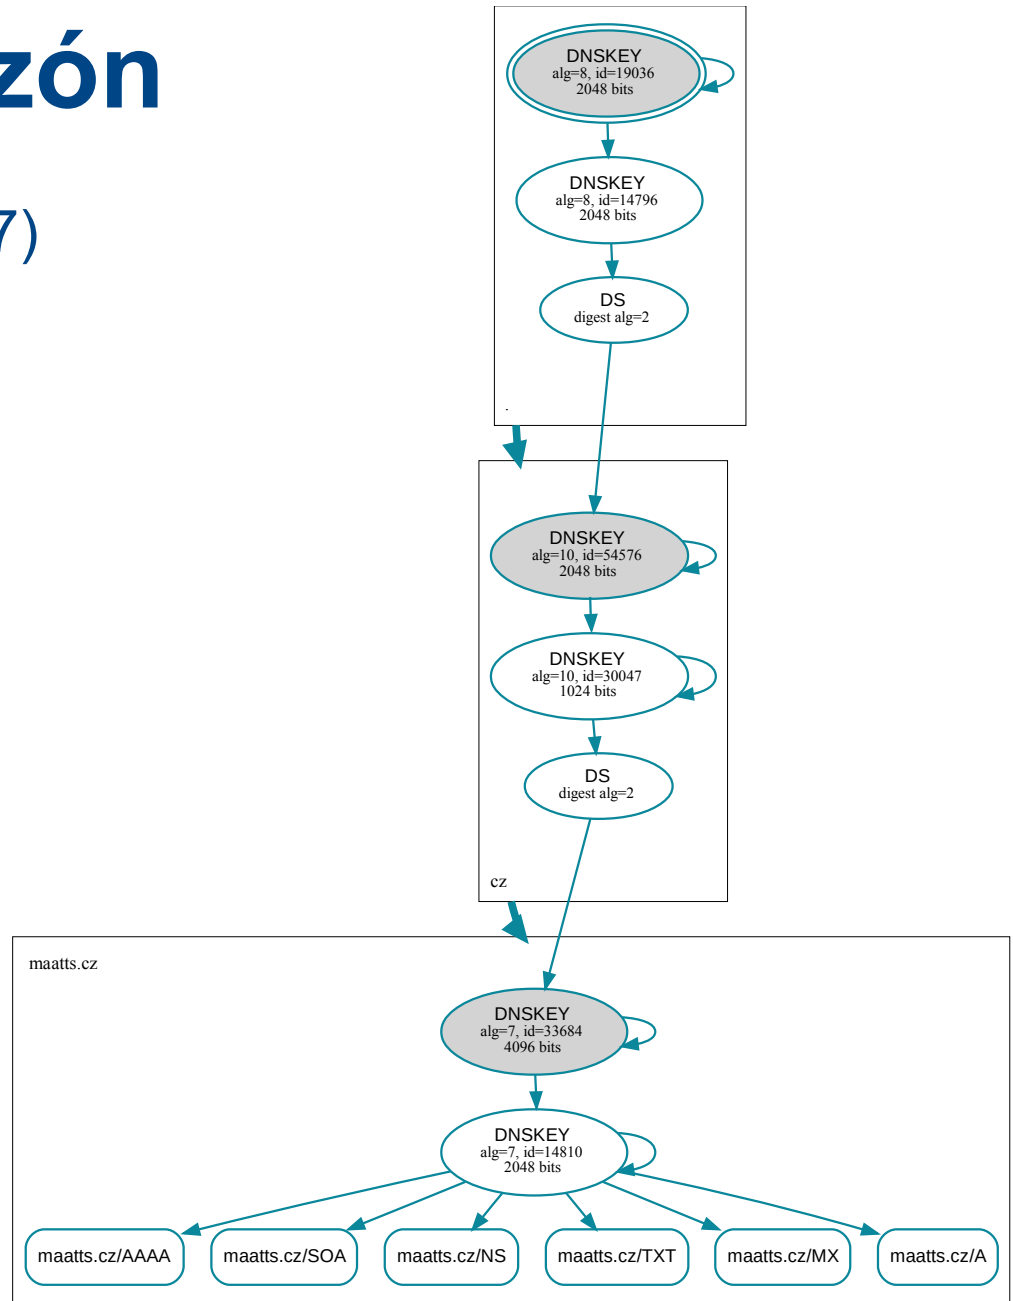 zón
7)
DNSKEY
alg=8, id=19036
2048 bits
DNSKEY
alg=8, id=14796
2048 bits
DS
digest alg=2
.
DNSKEY
alg=10, id=54576
2048 bits
DNSKEY
alg=10, id=30047
1024 bits
DS
digest alg=2
cz
maatts.cz
DNSKEY
alg=7, id=33684
4096 bits
DNSKEY
alg=7, id=14810
2048 bits
maatts.cz/AAAA
maatts.cz/SOA
maatts.cz/NS
maatts.cz/TXT
maatts.cz/MX
maatts.cz/A